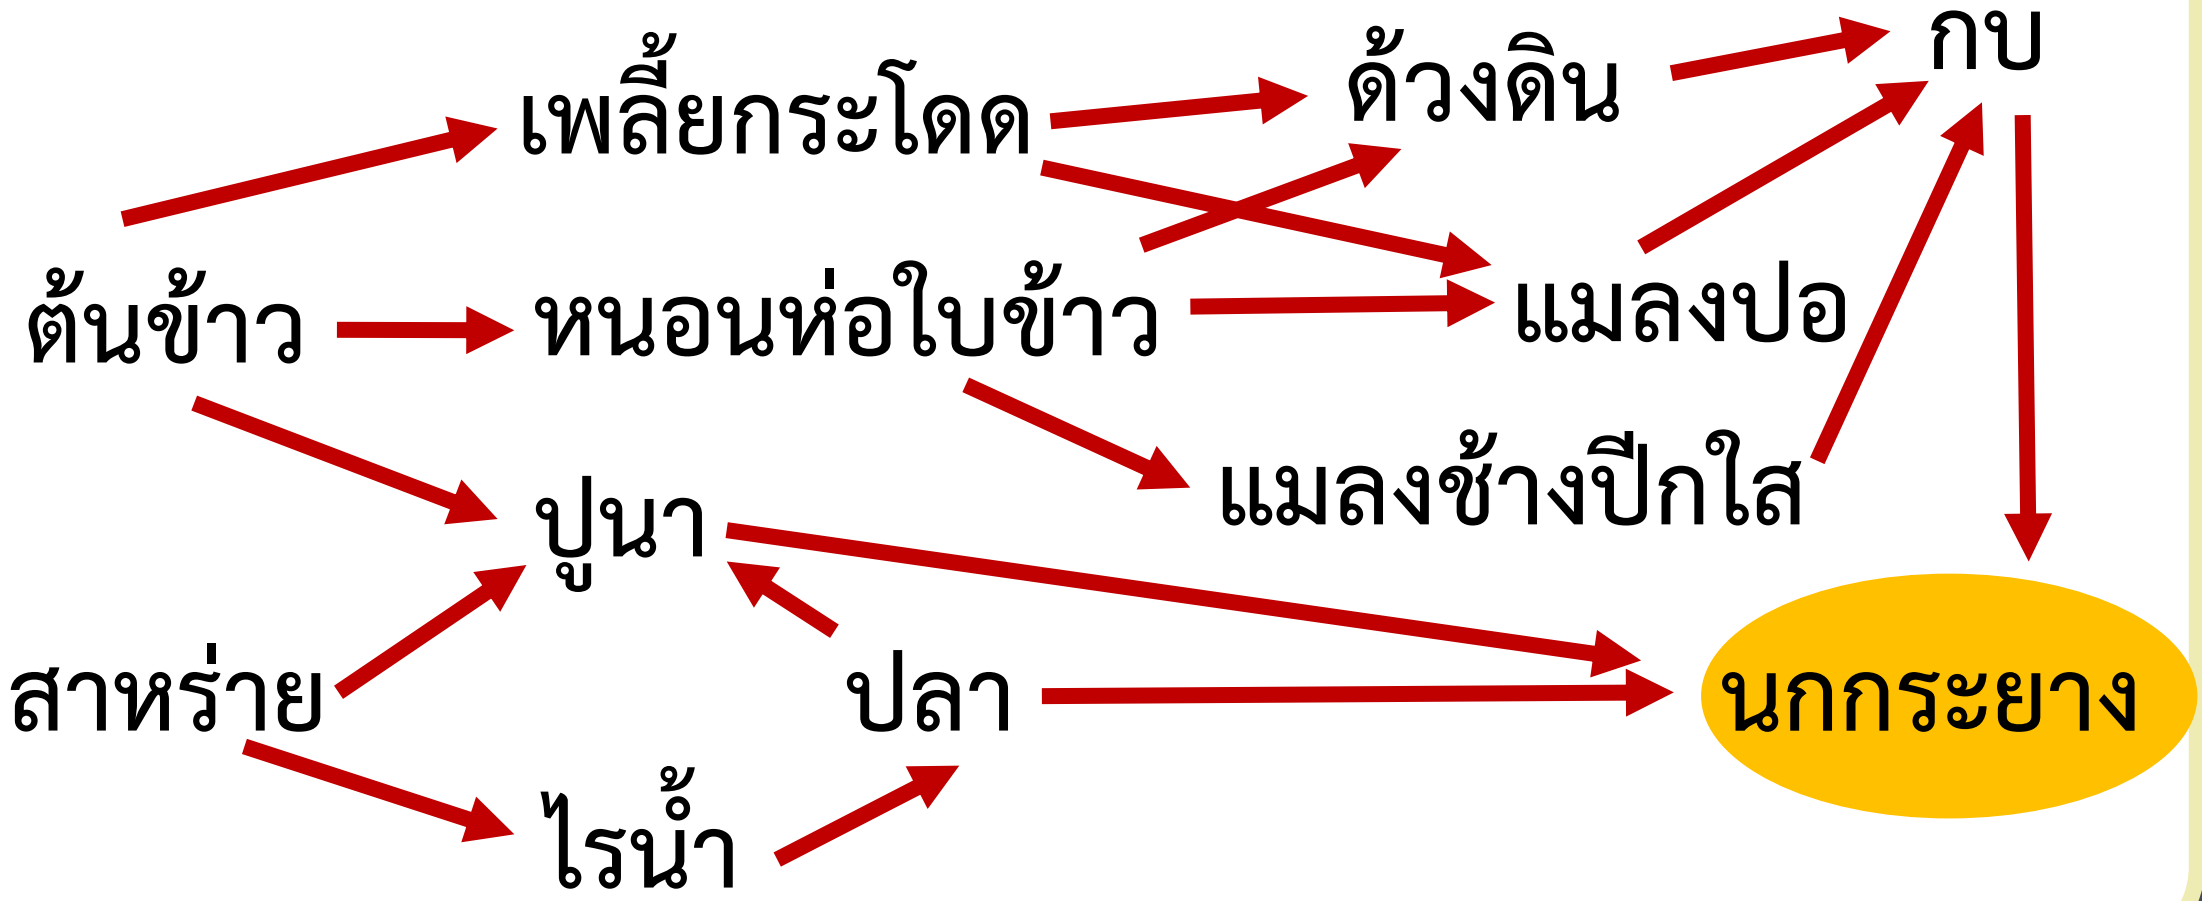 กบ
ด้วงดิน
เพลี้ยกระโดด
ต้นข้าว
หนอนห่อใบข้าว
แมลงปอ
แมลงช้างปีกใส
ปูนา
สาหร่าย
ปลา
นกกระยาง
ไรน้ำ